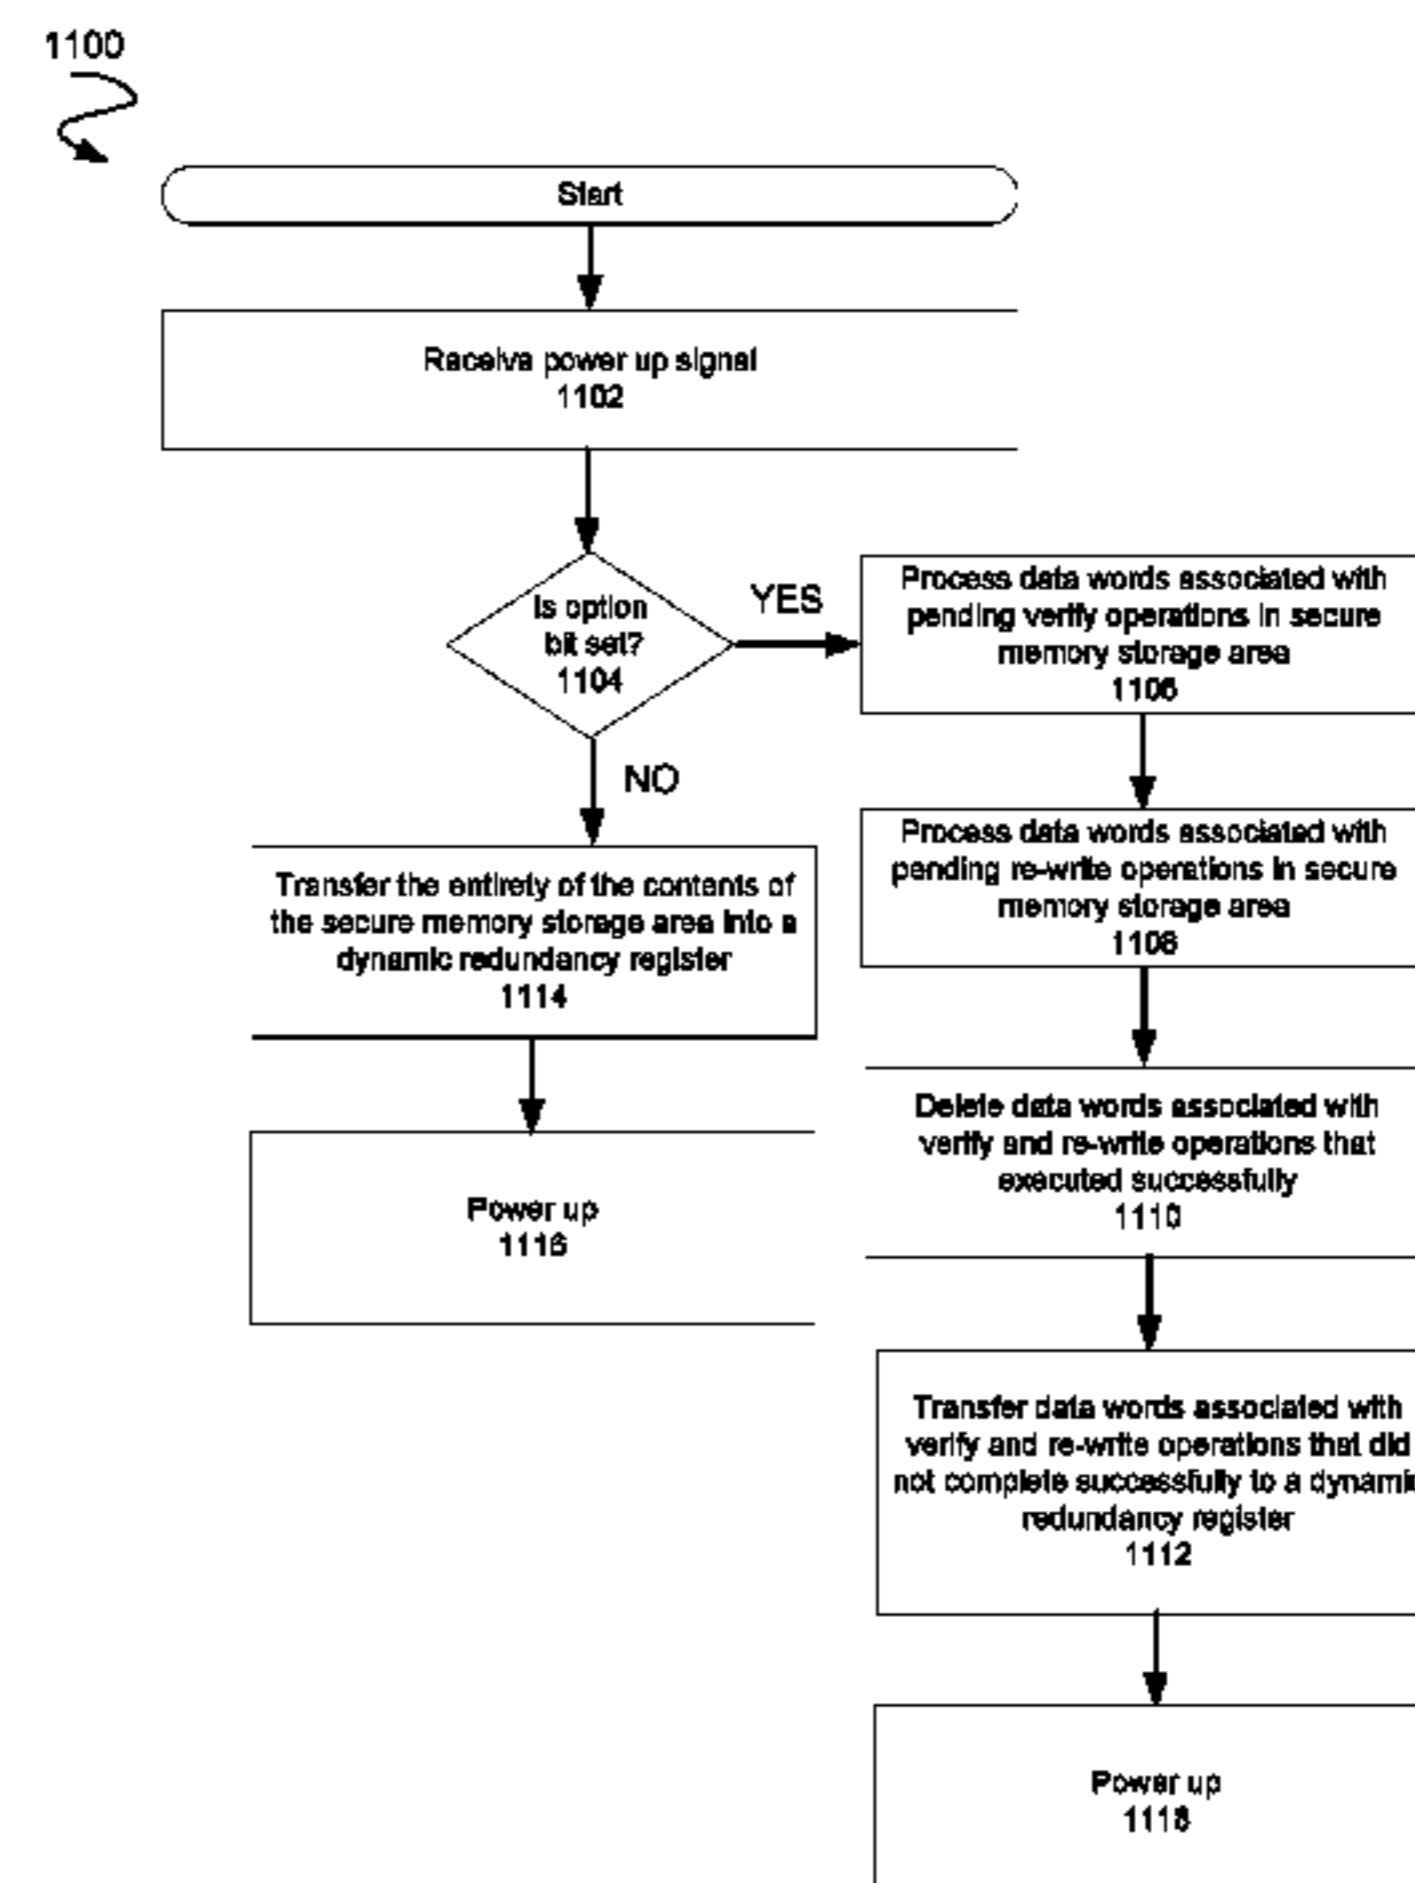 1100
Start
Receive power up signal
1102
Is option
bit set?
1104
YES
NO
Process data words associated with
pending verify operations in secure
memory storage area
1106
Process data words associated with
pending re-write operations in secure
memory storage area
1108
Delete data words associated with
verify and re-write operations that
executed successfully
1110
Transfer data words associated with
verify and re-write operations that did
not complete successfully to a dynamic
redundancy register
1112
Power up
1118
Transfer the entirety of the contents of
the secure memory storage area into a
dynamic redundancy register
1114
Power up
1116